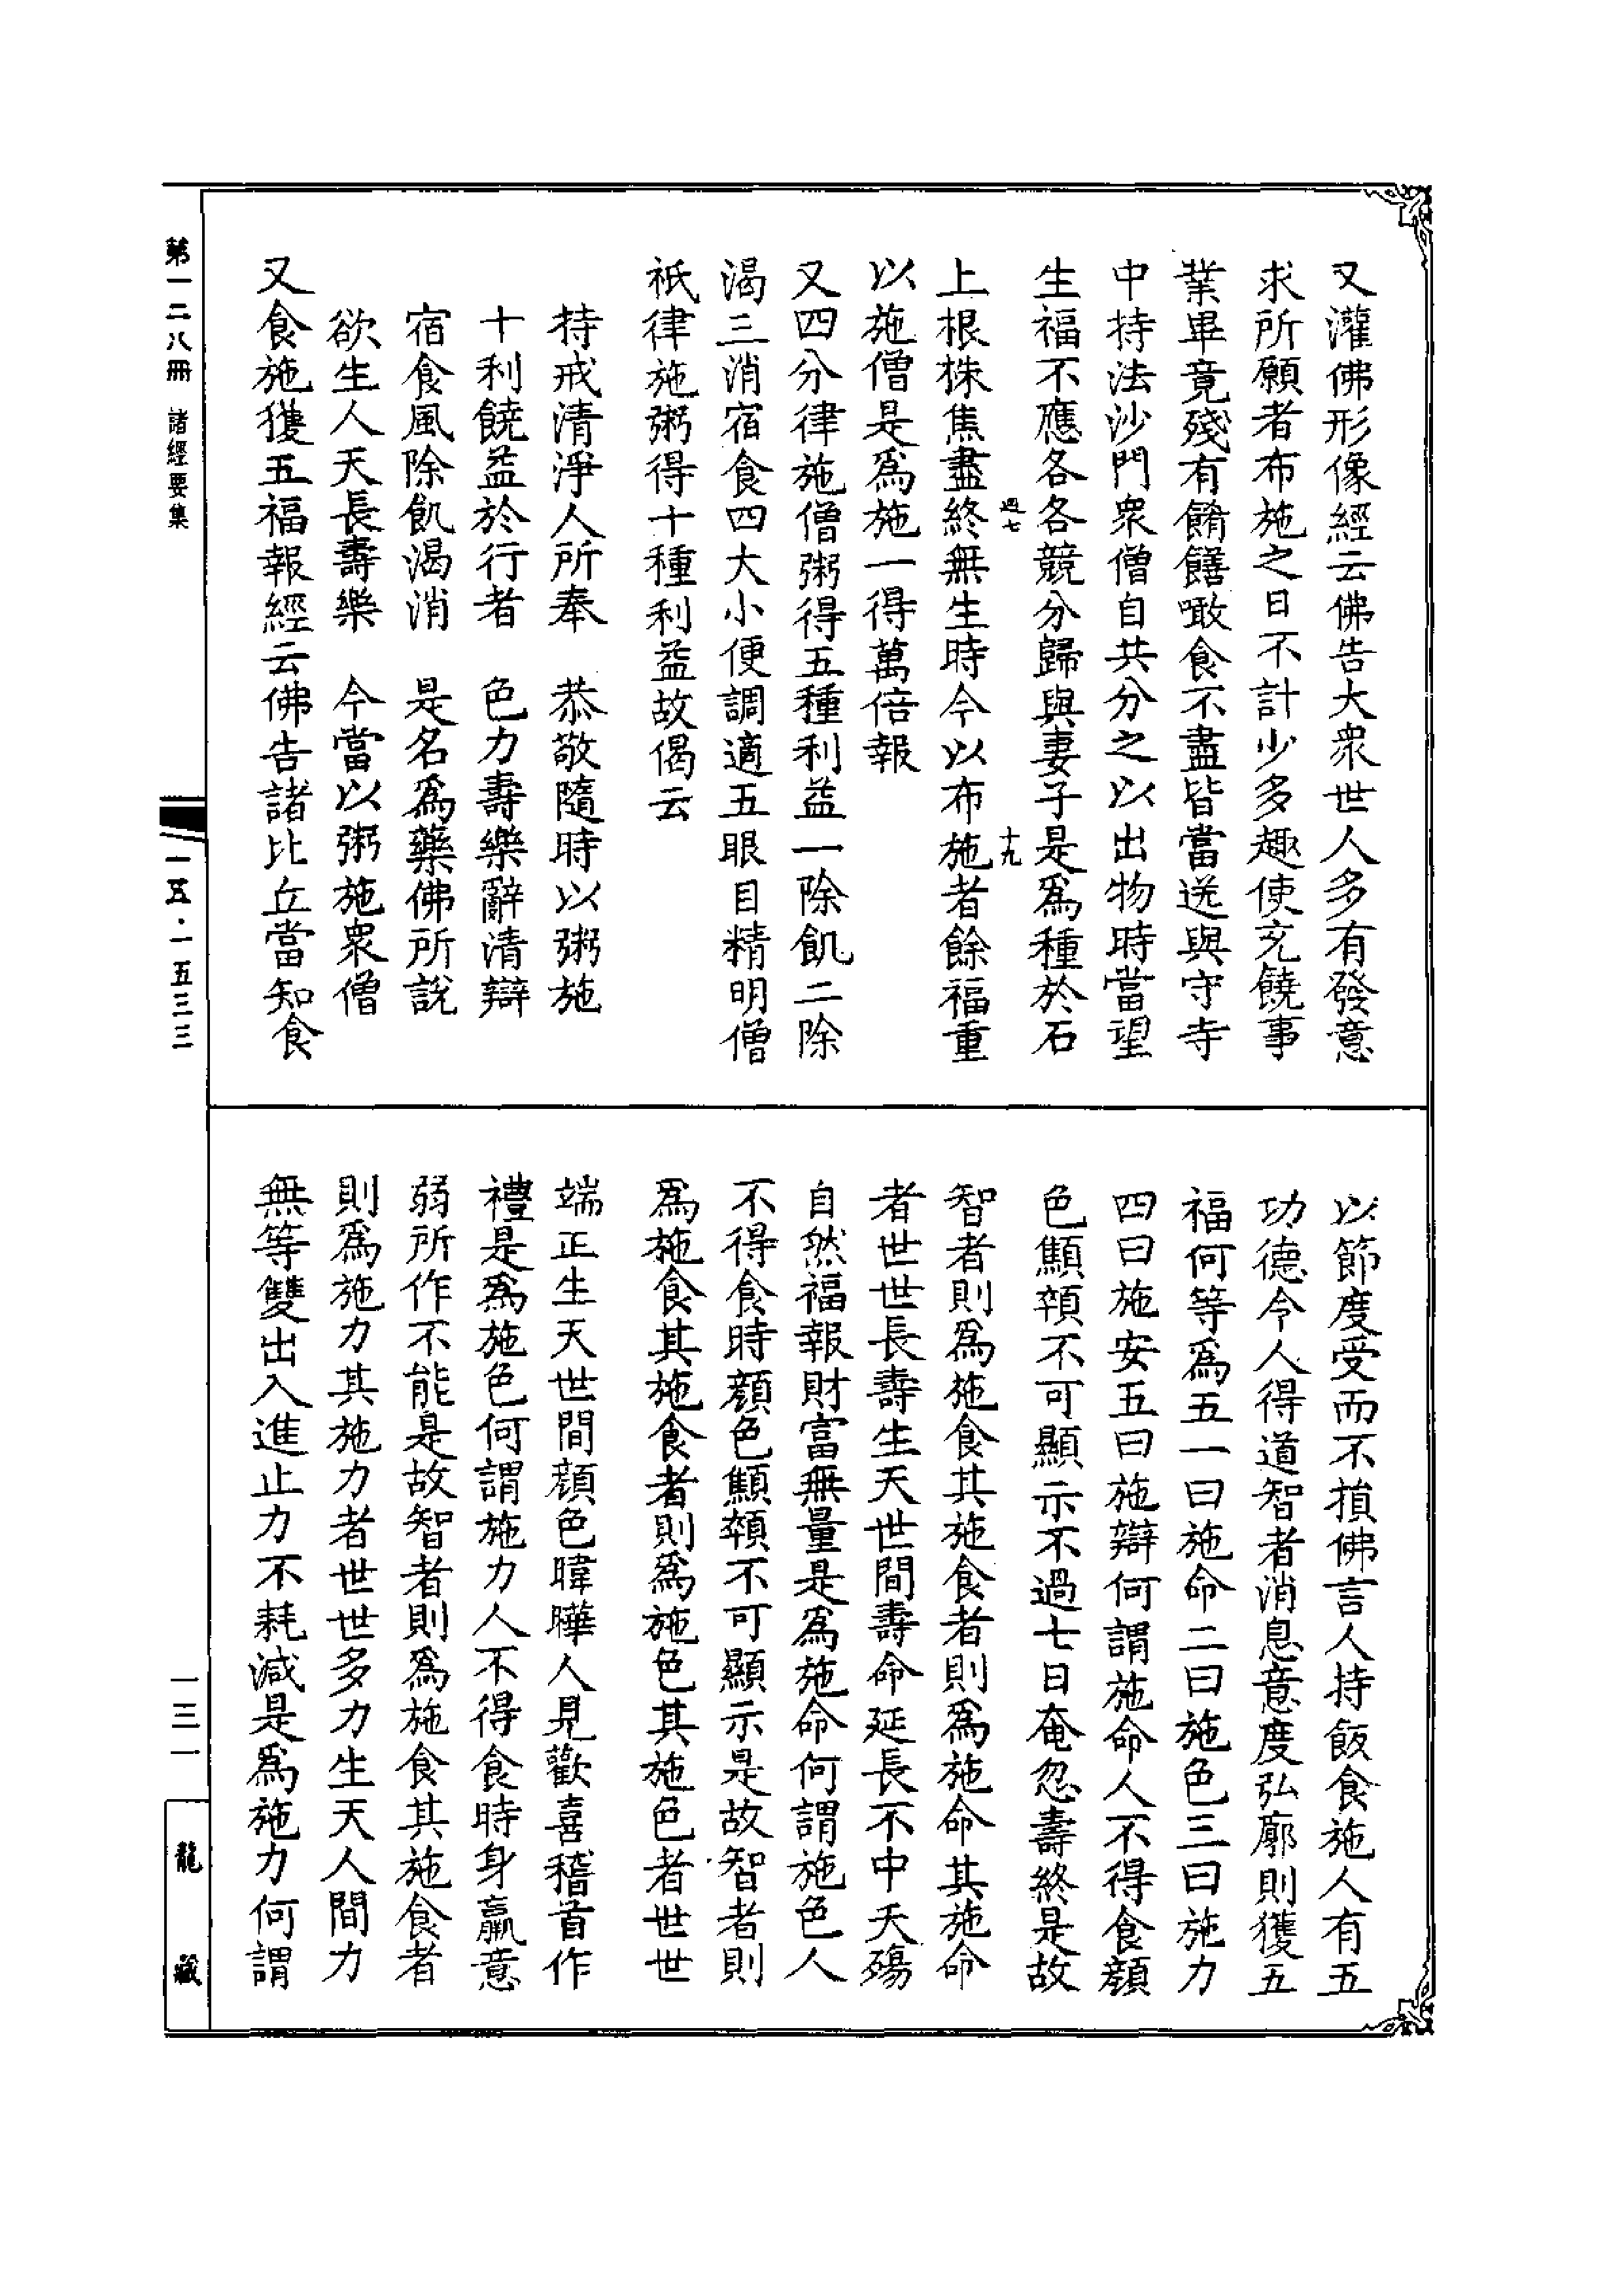 又灌佛形像經云佛告大衆世人多有發意
求所願者布施之日不計少多趣使充饒事
業畢竟殘有餚饍噉食不盡皆當送與守寺
中持法沙門衆僧自共分之以出物時當望
生福不應各各競分歸與妻子是爲種於石
週七
十九
上根株焦盡終無生時今以布施者餘福重
以施僧是爲施一得萬倍報
又四分律施僧粥得五種利益一除飢二除
渴三消宿食四大小便調適五眼目精明僧
祇律施粥得十種利益故偈云
持戒清淨人所奉　恭敬隨時以粥施
十利饒益於行者　色力壽樂辭清辯
宿食風除飢渴消　是名爲藥佛所說
欲生人天長壽樂　今當以粥施衆僧
又食施獲五福報經云佛告諸比丘當知食
以節度受而不損佛言人持飯食施人有五
功德令人得道智者消息意度弘廓則獲五
福何等爲五一曰施命二曰施色三曰施力
四曰施安五曰施辯何謂施命人不得食顔
色顦顇不可顯示不過七日奄忽壽終是故
智者則爲施食其施食者則爲施命其施命
者世世長壽生天世間壽命延長不中夭殤
自然福報財富無量是爲施命何謂施色人
不得食時顔色顦顇不可顯示是故智者則
爲施食其施食者則爲施色其施色者世世
端正生天世間顔色暐曄人見歡喜稽首作
禮是爲施色何謂施力人不得食時身羸意
弱所作不能是故智者則爲施食其施食者
則爲施力其施力者世世多力生天人間力
無等雙出入進止力不耗減是爲施力何謂
第一二八冊　諸經要集
一五·一五三三
一三一
龍藏